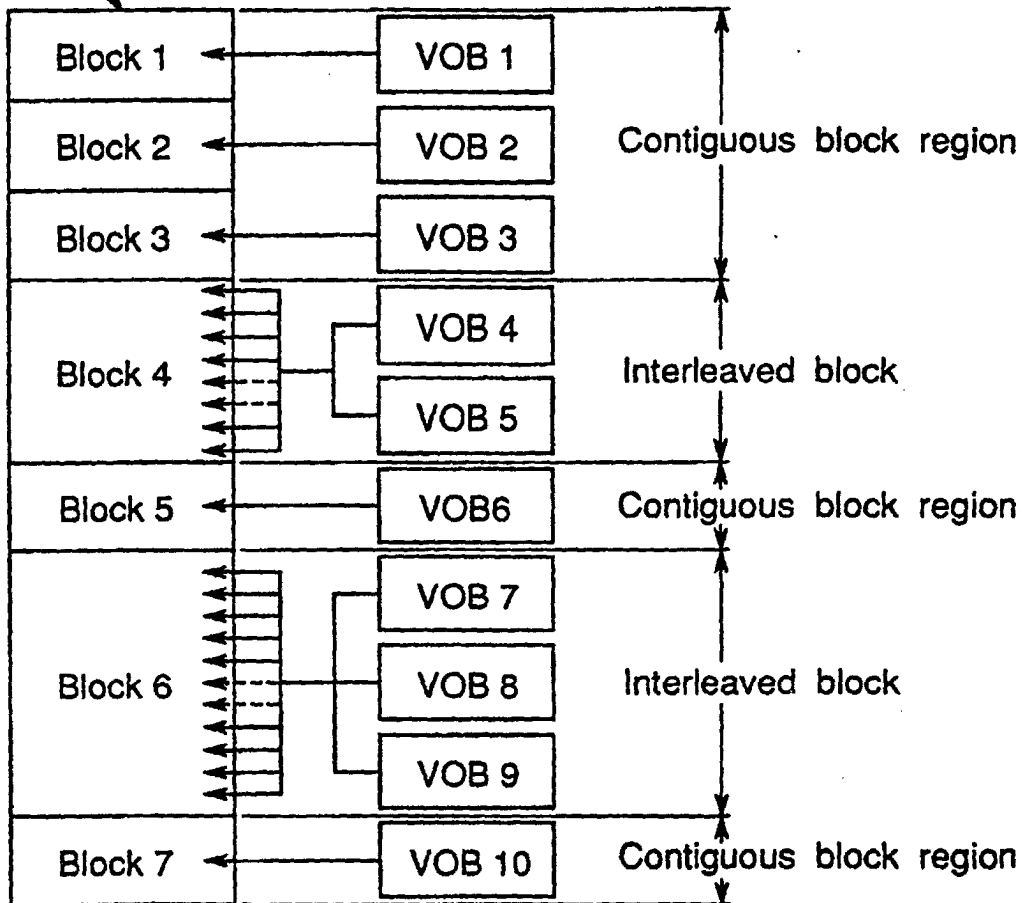 Block 1
VOB 1
Block 2
VOB 2
Contiguous block region
Block 3
VOB 3
Block 4
VOB 4
Interleaved block
VOB 5
Block 5
VOB6
Contiguous block region
VOB 7
Block 6
VOB 8
Interleaved block
VOB 9
Block 7
VOB 10
Contiguous block region